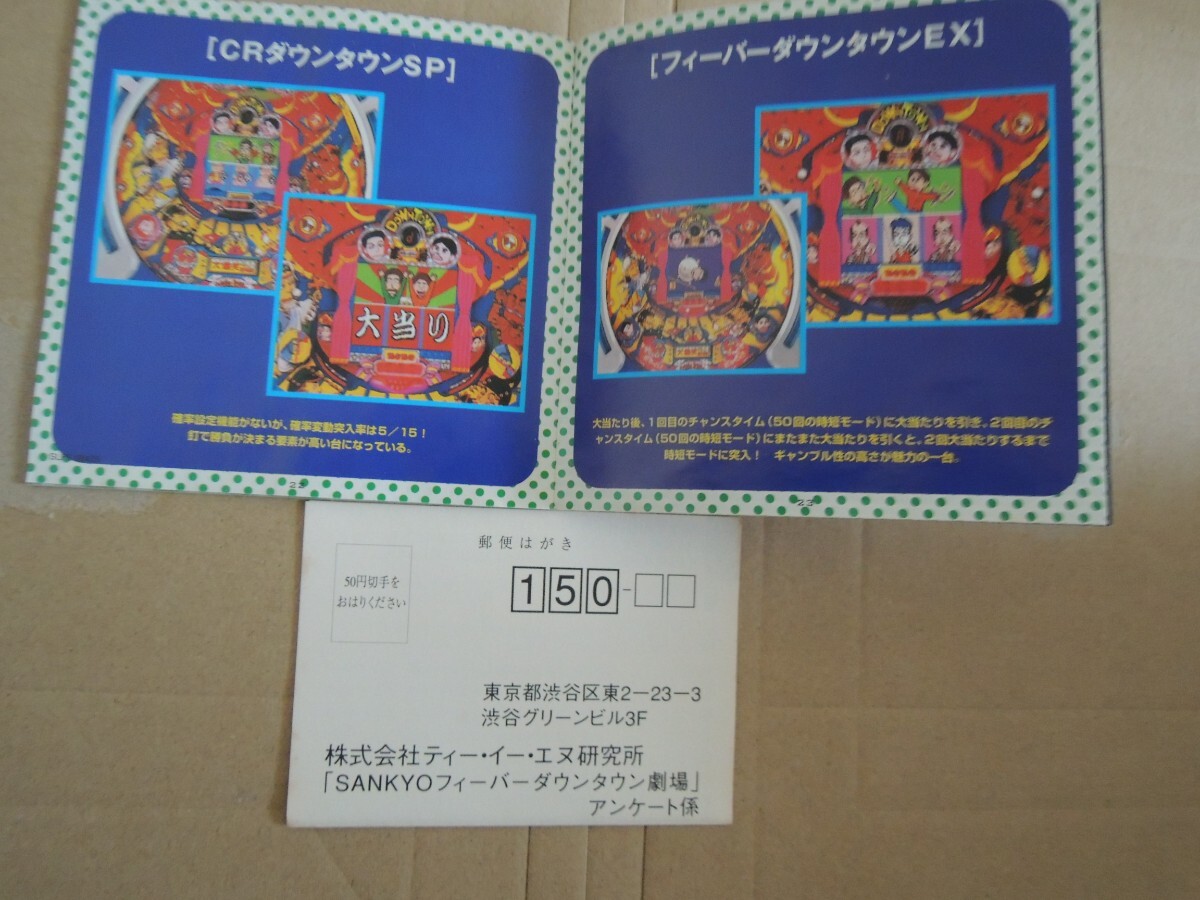 [CRダウンタウンSP]
大当り
確率設定機能がないが、確率変動突入率は5/15!
釘で勝負が決まる要素が高い台になっている。
22
[フィーバーダウンタウンEX]
DOWNTOWN
大当たり後、1回目のチャンスタイム(50回の時短モード)に大当たりを引き、2回目のチ
ャンスタイム(50回の時短モード)にまたまた大当たりを引くと、2回大当たりするまで
時短モードに突入! ギャンブル性の高さが魅力の一台。
23
郵便はがき
50円切手を
おはりください
150-
東京都渋谷区東2-23-3
渋谷グリーンビル3F
株式会社ティー・イー・エヌ研究所
「SANKYOフィーバーダウンタウン劇場」
アンケート係